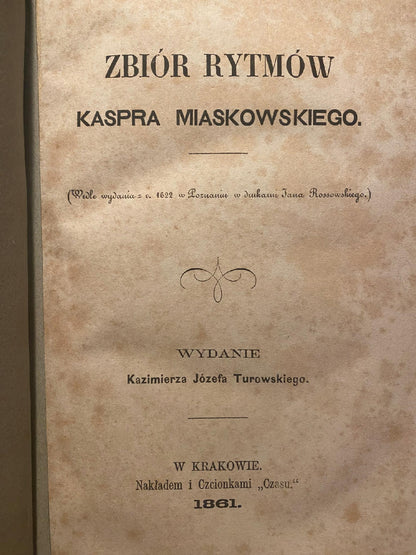 ZBIÓR RYTMÓW
KASPRA MIASKOWSKIEGO.
(Wedle wydania z r. 1622 w Poznaniu w drukarni Jana Rossowskiego.)
WYDANIE
Kazimierza Józefa Turowskiego.
W KRAKOWIE.
Nakładem i Czcionkami „Czasu.“
1861.